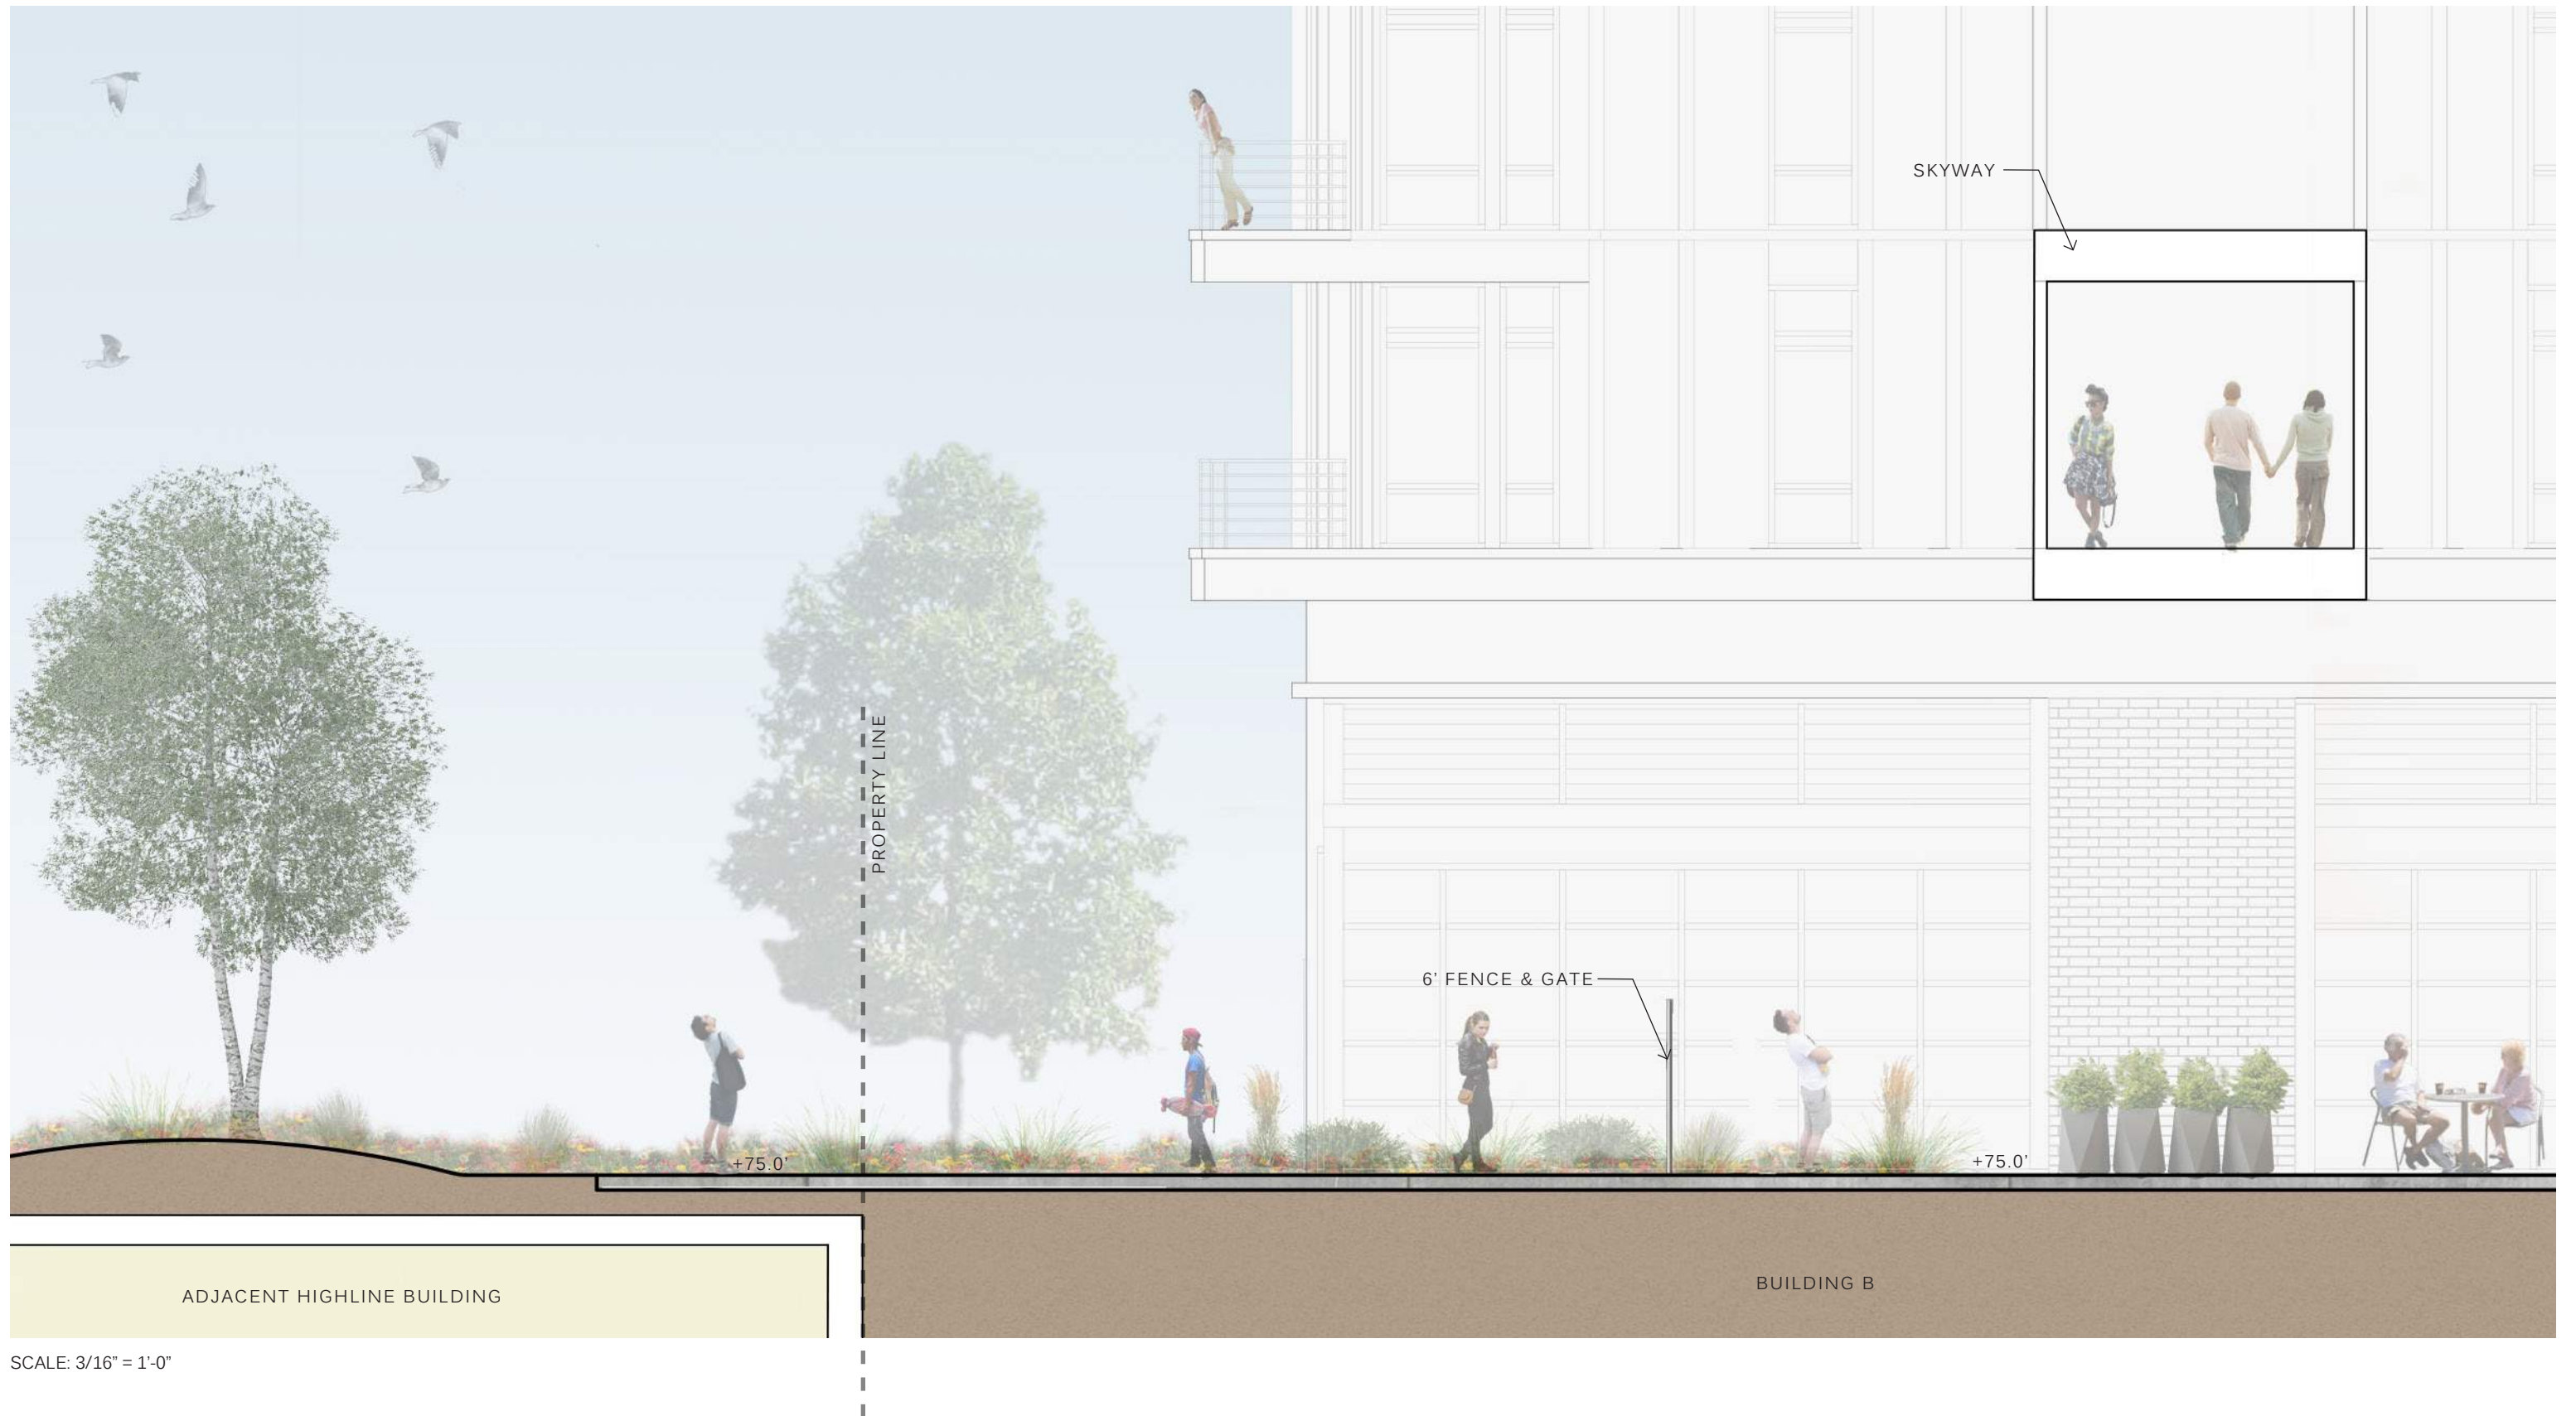 SKYWAY
PROPERTY LINE
6' FENCE & GATE
+75.0'
+75.0'
BUILDING B
ADJACENT HIGHLINE BUILDING
SCALE: 3/16" = 1'-0"